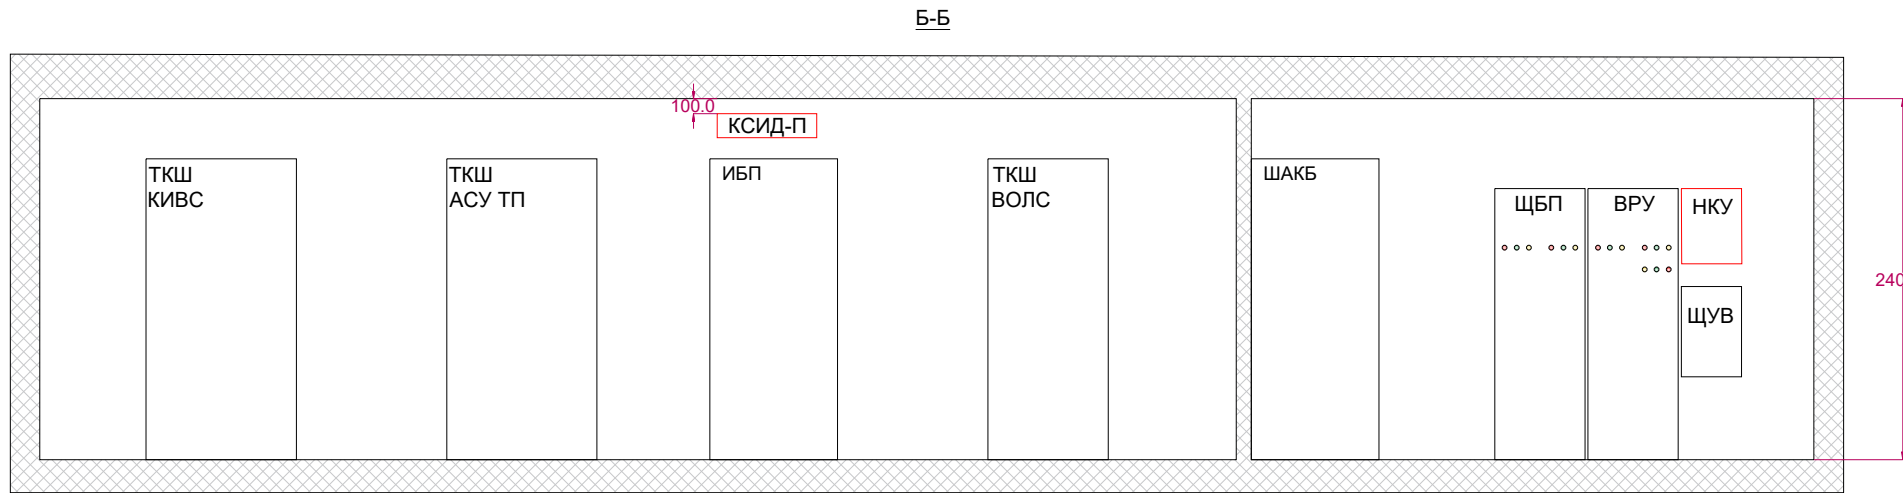 Б-Б
100.0
КСИД-П
ТКШ
КИВС
ТКШ
АСУ ТП
ИБП
ТКШ
ВОЛС
ШАКБ
ЩБП
ВРУ
НКУ
ЩУВ
240